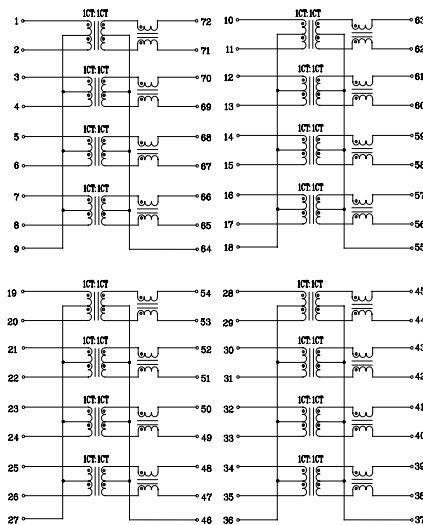 1CT:1CT 1CT:1CT
1 72 10 63
2 71 11 62
1CT:1CT 1CT:1CT
3 70 12 61
4 69 13 60
1CT:1CT 1CT:1CT
5 68 14 59
6 67 15 58
1CT:1CT 1CT:1CT
7 66 16 57
8 65 17 56
9 64 18 55
1CT:1CT 1CT:1CT
19 54 28 45
20 53 29 44
1CT:1CT 1CT:1CT
21 52 30 43
22 51 31 42
1CT:1CT 1CT:1CT
23 50 32 41
24 49 33 40
1CT:1CT 1CT:1CT
25 48 34 39
26 47 35 38
27 46 36 37